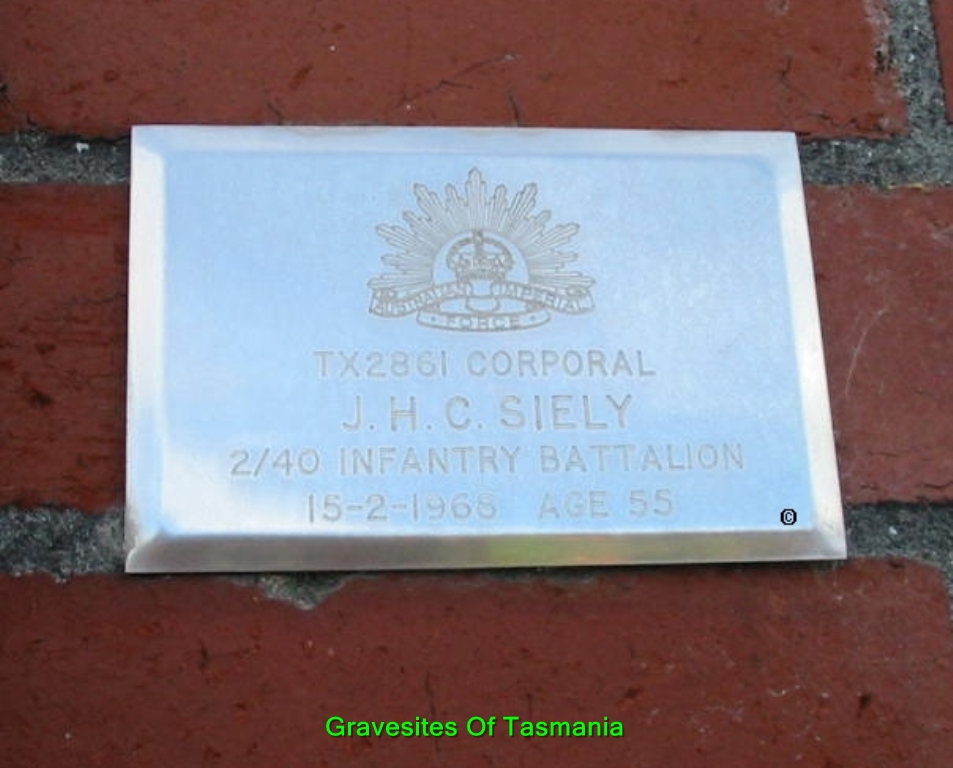 AUSTRALIAN IMPERIAL
FORCE
TX2861 CORPORAL
J. H. C. SIELY
2/40 INFANTRY BATTALION
15-2-1968 AGE 55
©
Gravesites Of Tasmania